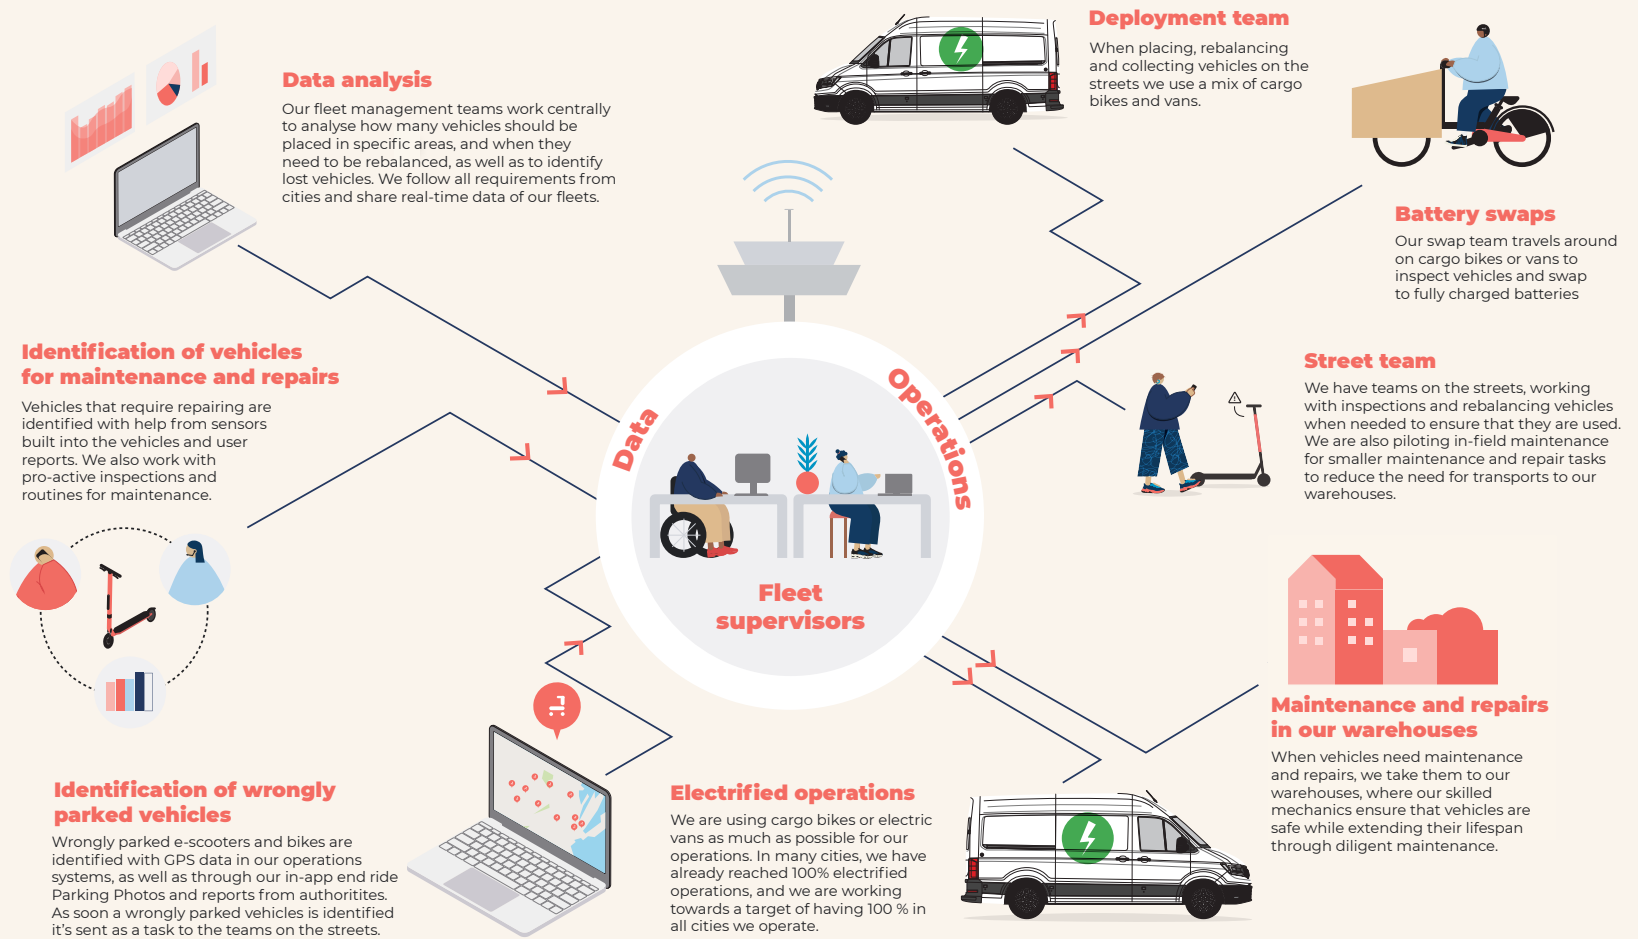 Data analysis
Our fleet management teams work centrally
to analyse how many vehicles should be
placed in specific areas, and when they
need to be rebalanced, as well as to identify
lost vehicles. We follow all requirements from
cities and share real-time data of our fleets.
Deployment team
When placing, rebalancing
and collecting vehicles on the
streets we use a mix of cargo
bikes and vans.
Battery swaps
Our swap team travels around
on cargo bikes or vans to
inspect vehicles and swap
to fully charged batteries
Identification of vehicles
for maintenance and repairs
Vehicles that require repairing are
identified with help from sensors
built into the vehicles and user
reports. We also work with
pro-active inspections and
routines for maintenance.
Data
Operations
Fleet
supervisors
Street team
We have teams on the streets, working
with inspections and rebalancing vehicles
when needed to ensure that they are used.
We are also piloting in-field maintenance
for smaller maintenance and repair tasks
to reduce the need for transports to our
warehouses.
Maintenance and repairs
in our warehouses
When vehicles need maintenance
and repairs, we take them to our
warehouses, where our skilled
mechanics ensure that vehicles are
safe while extending their lifespan
through diligent maintenance.
Identification of wrongly
parked vehicles
Wrongly parked e-scooters and bikes are
identified with GPS data in our operations
systems, as well as through our in-app end ride
Parking Photos and reports from authoritites.
As soon a wrongly parked vehicles is identified
it's sent as a task to the teams on the streets.
Electrified operations
We are using cargo bikes or electric
vans as much as possible for our
operations. In many cities, we have
already reached 100% electrified
operations, and we are working
towards a target of having 100 % in
all cities we operate.